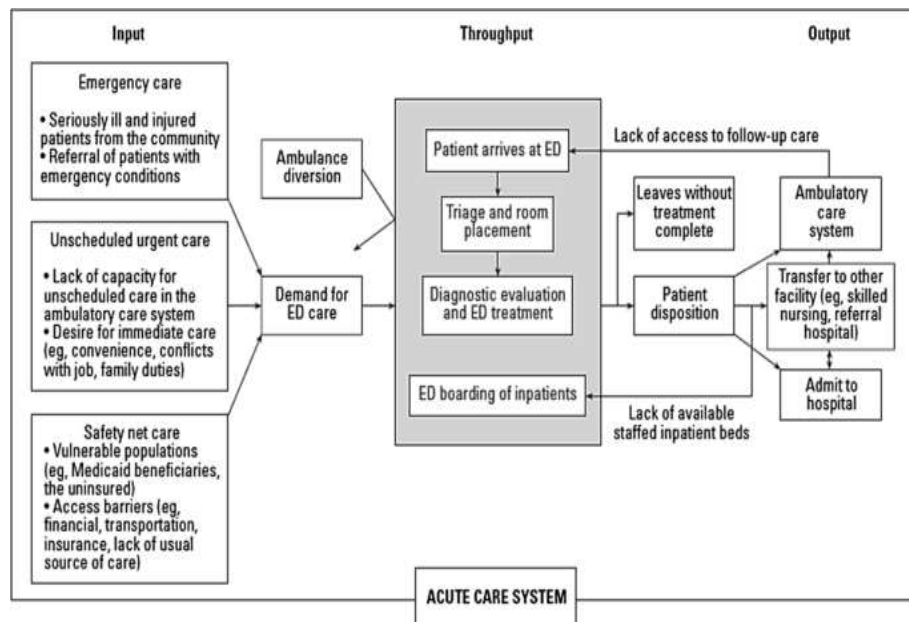 Input
Throughput
Output
Emergency care
• Seriously ill and injured
patients from the community
• Referral of patients with
emergency conditions
Unscheduled urgent care
• Lack of capacity for
unscheduled care in the
ambulatory care system
• Desire for immediate care
(eg, convenience, conflicts
with job, family duties)
Safety net care
• Vulnerable populations
(eg, Medicaid beneficiaries,
the uninsured)
• Access barriers (eg,
financial, transportation,
insurance, lack of usual
source of care)
Ambulance
diversion
Demand for
ED care
Patient arrives at ED
Triage and room
placement
Diagnostic evaluation
and ED treatment
ED boarding of inpatients
Lack of access to follow-up care
Leaves without
treatment
complete
Patient
disposition
Lack of available
staffed inpatient beds
Ambulatory
care
system
Transfer to other
facility (eg, skilled
nursing, referral
hospital)
Admit to
hospital
ACUTE CARE SYSTEM